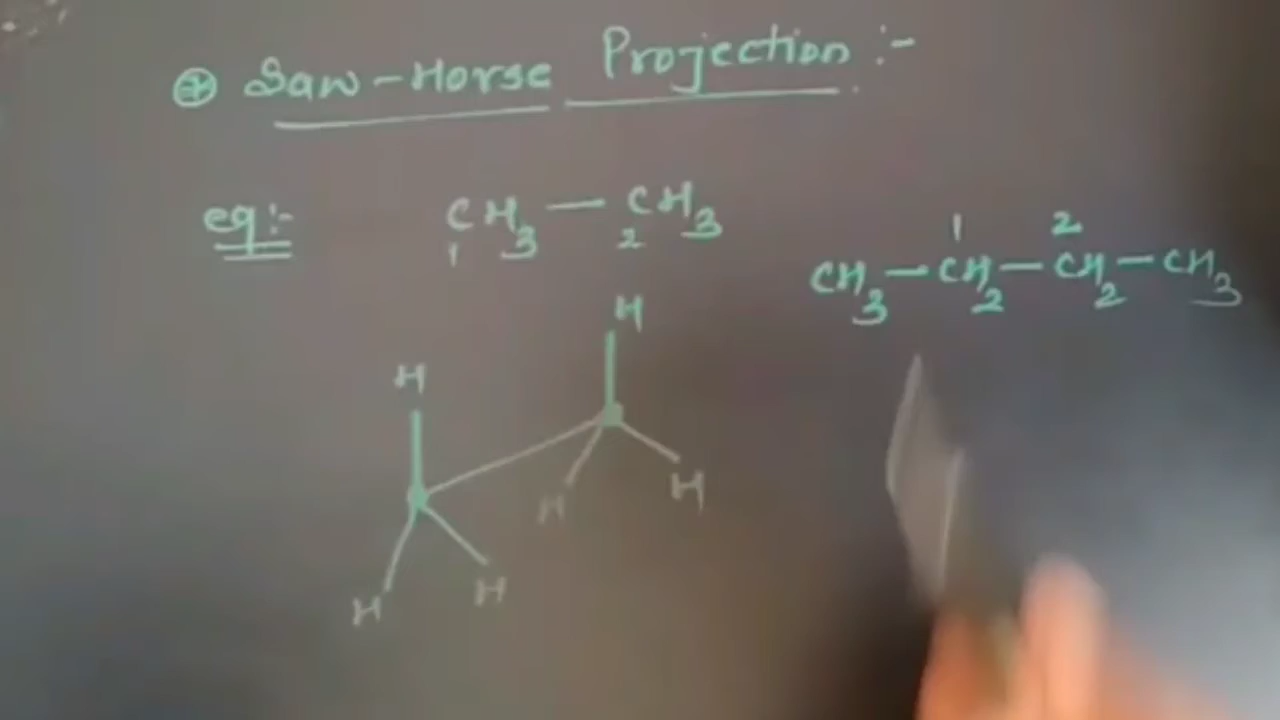 ⊕ Saw-Horse Projection :-
eg:- CH3 — CH3
1 2
1 2
CH3 — CH2 — CH2 — CH3
H
H
H H
H H